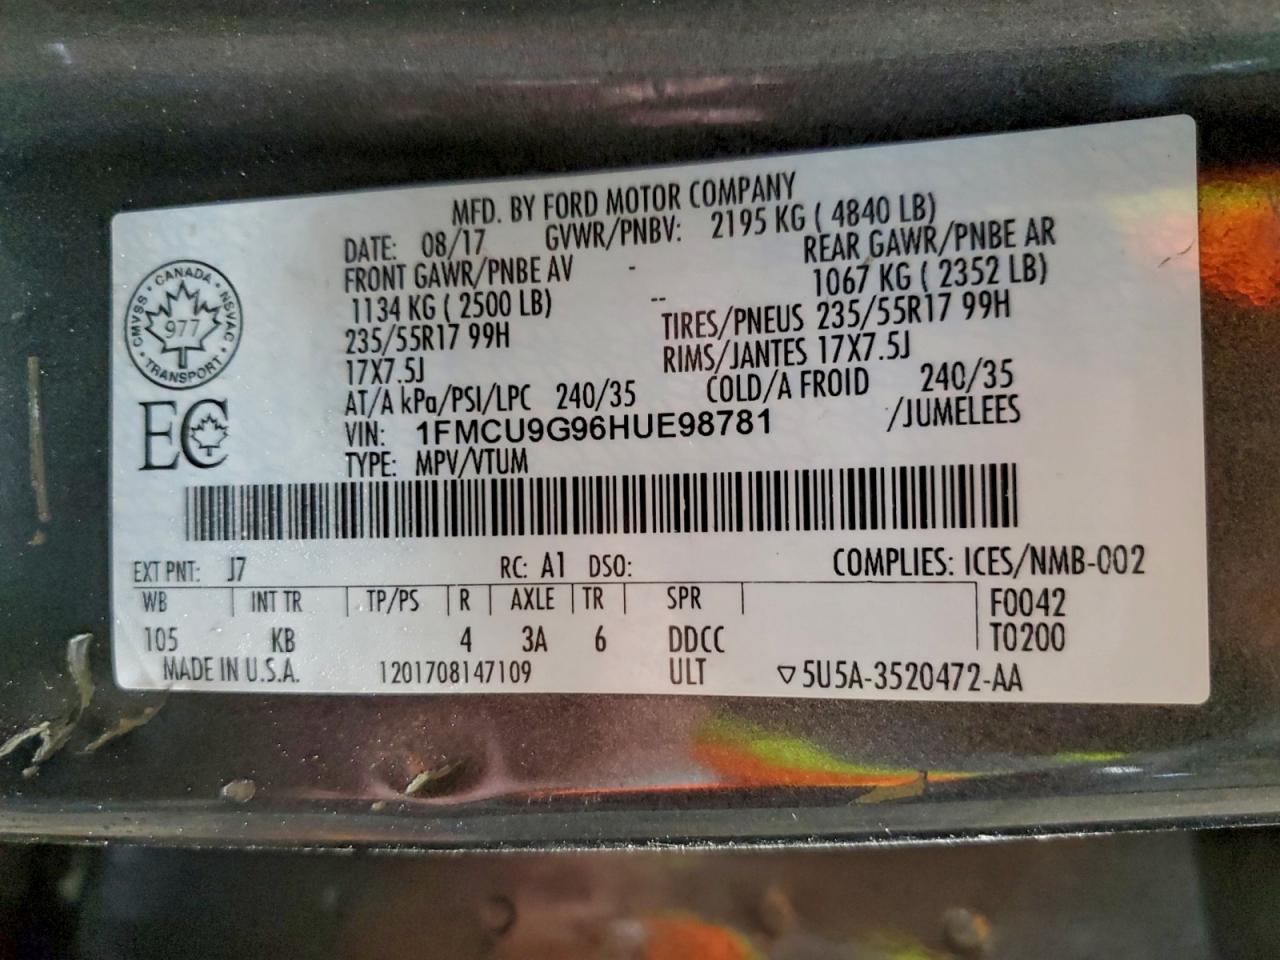 MFD. BY FORD MOTOR COMPANY
DATE: 08/17 GVWR/PNBV: 2195 KG ( 4840 LB)
FRONT GAWR/PNBE AV - REAR GAWR/PNBE AR
1134 KG ( 2500 LB) -- 1067 KG ( 2352 LB)
235/55R17 99H TIRES/PNEUS 235/55R17 99H
17X7.5J RIMS/JANTES 17X7.5J
AT/A kPa/PSI/LPC 240/35 COLD/A FROID 240/35
VIN: 1FMCU9G96HUE98781 /JUMELEES
TYPE: MPV/VTUM
CANADA
CMVSS NSVAC
977
TRANSPORT
EC
EXT PNT: J7 RC: A1 DSO: COMPLIES: ICES/NMB-002
WB INT TR TP/PS R AXLE TR SPR F0042
105 KB 4 3A 6 DDCC T0200
MADE IN U.S.A. 1201708147109 ULT ▽5U5A-3520472-AA